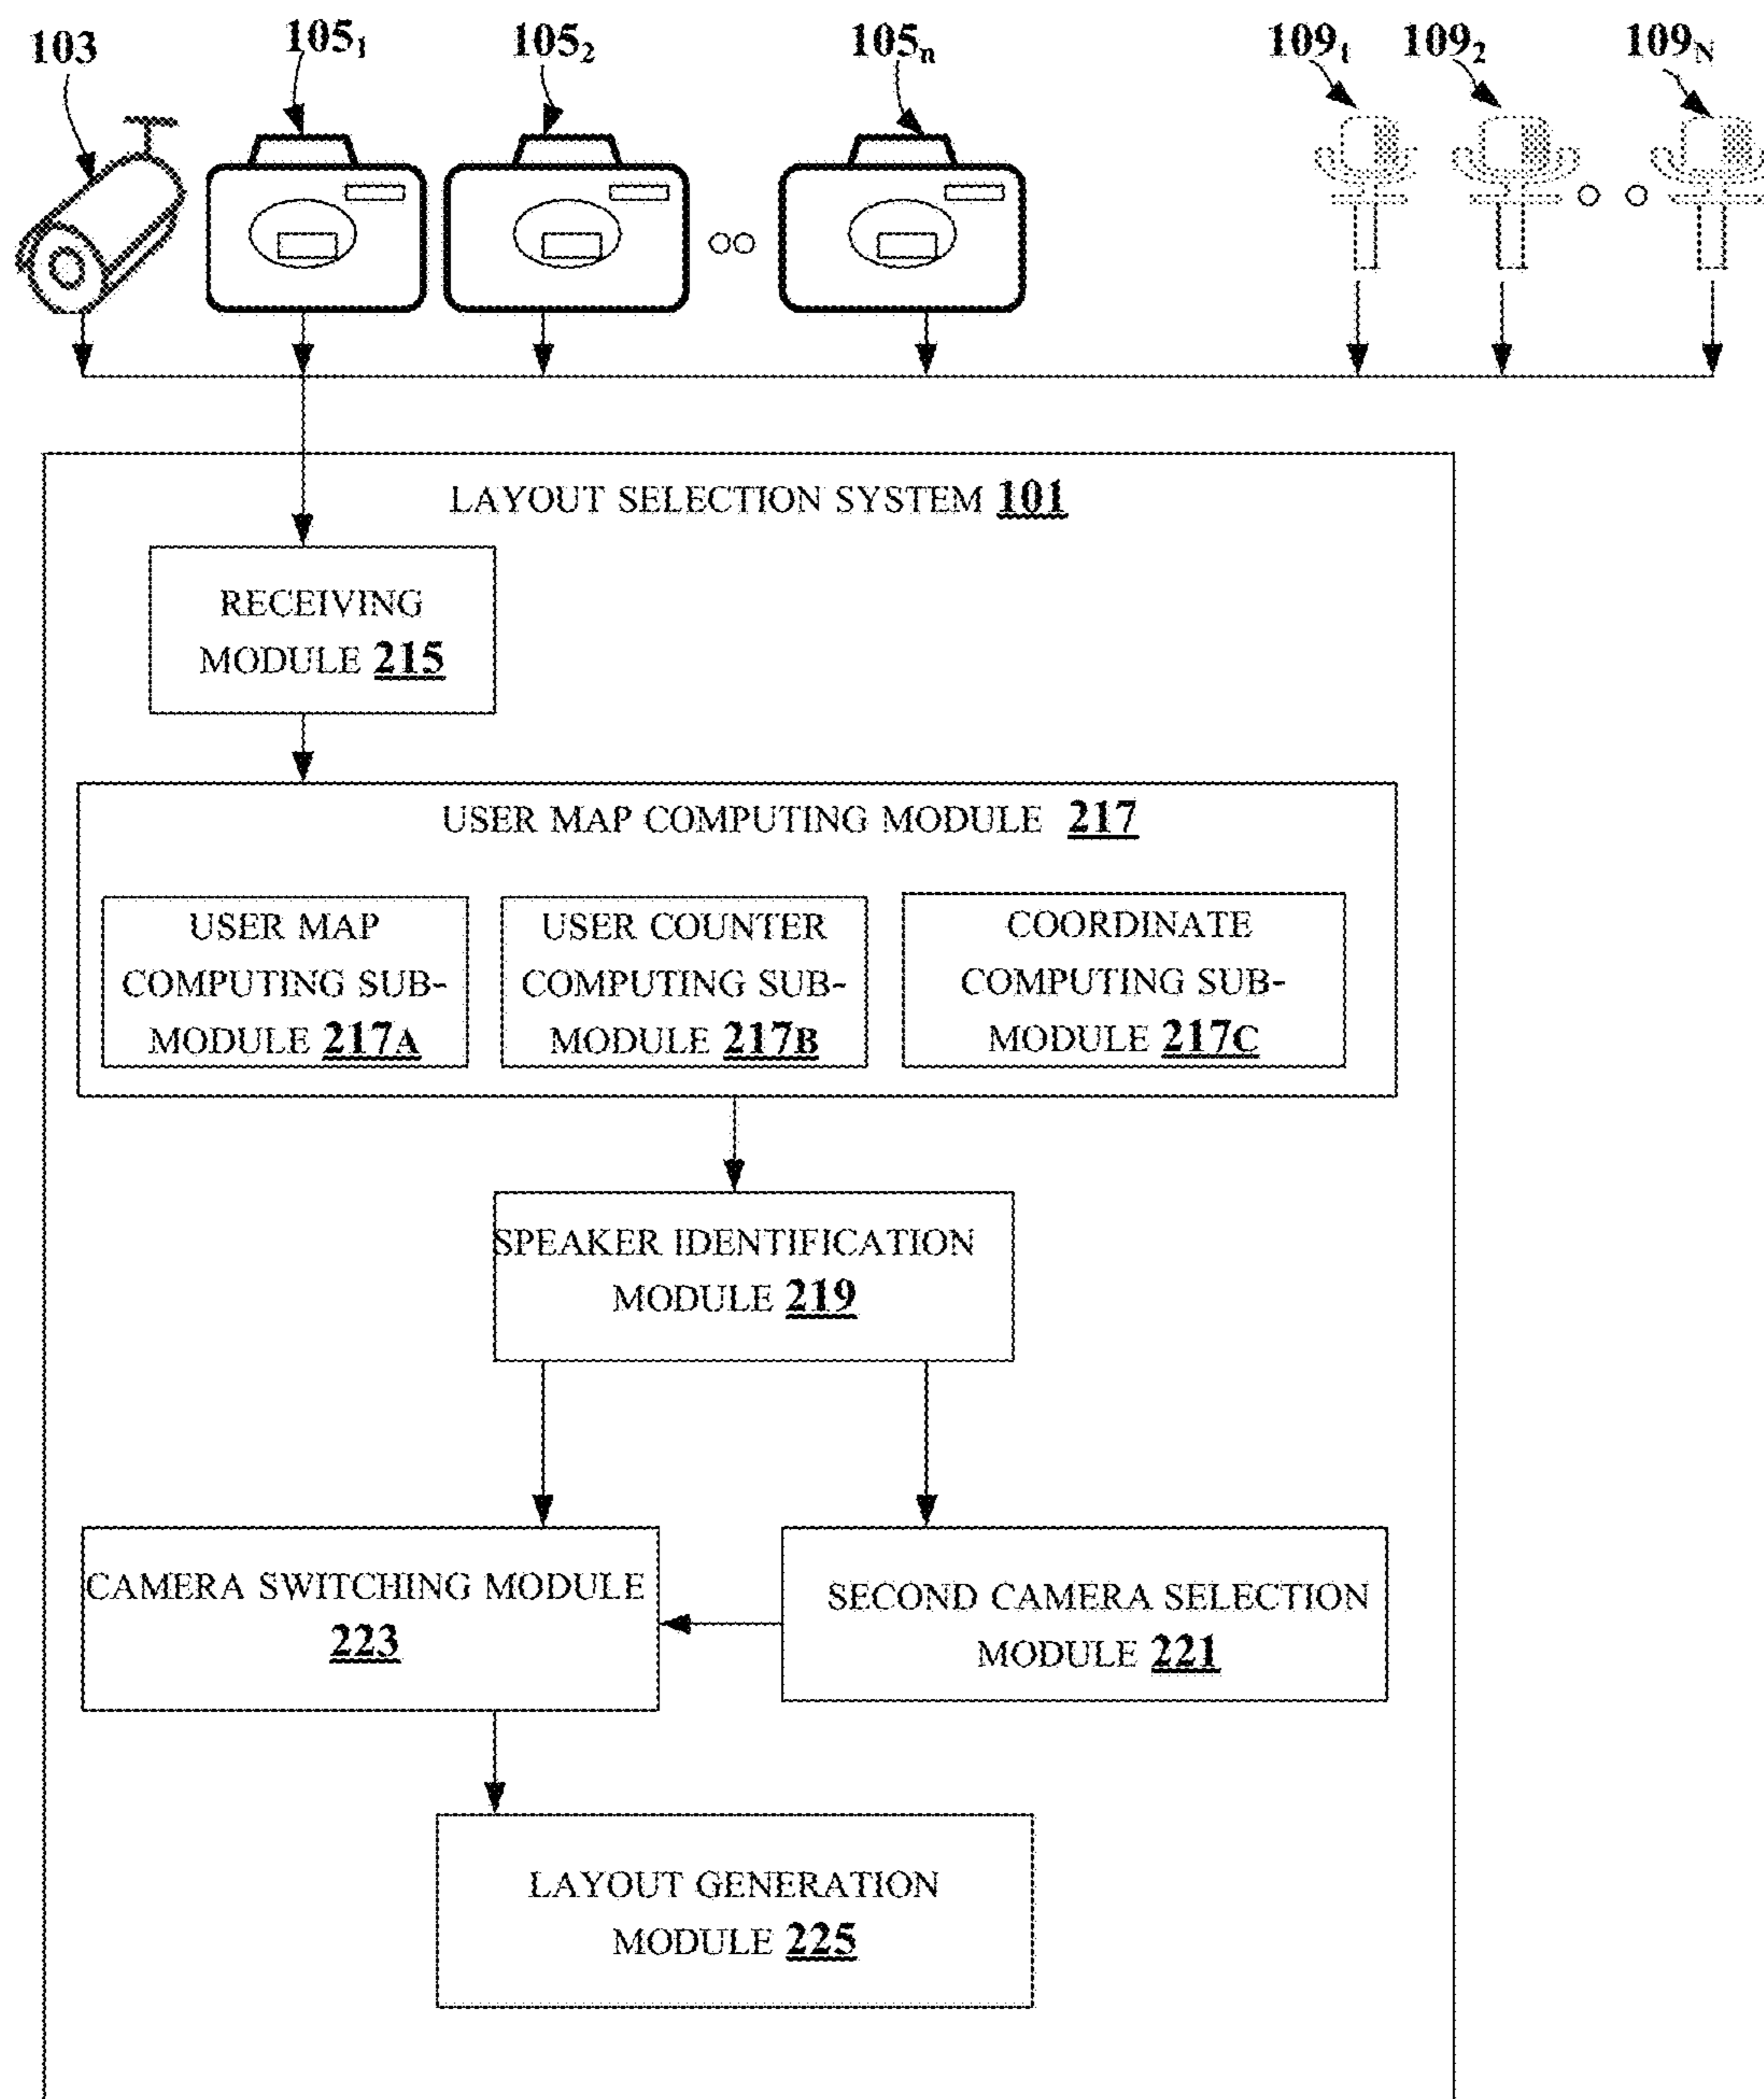 103
105₁
105₂
105ₙ
109₁
109₂
109_N
LAYOUT SELECTION SYSTEM 101
RECEIVING
MODULE 215
USER MAP COMPUTING MODULE 217
USER MAP
COMPUTING SUB-
MODULE 217A
USER COUNTER
COMPUTING SUB-
MODULE 217B
COORDINATE
COMPUTING SUB-
MODULE 217C
SPEAKER IDENTIFICATION
MODULE 219
CAMERA SWITCHING MODULE
223
SECOND CAMERA SELECTION
MODULE 221
LAYOUT GENERATION
MODULE 225